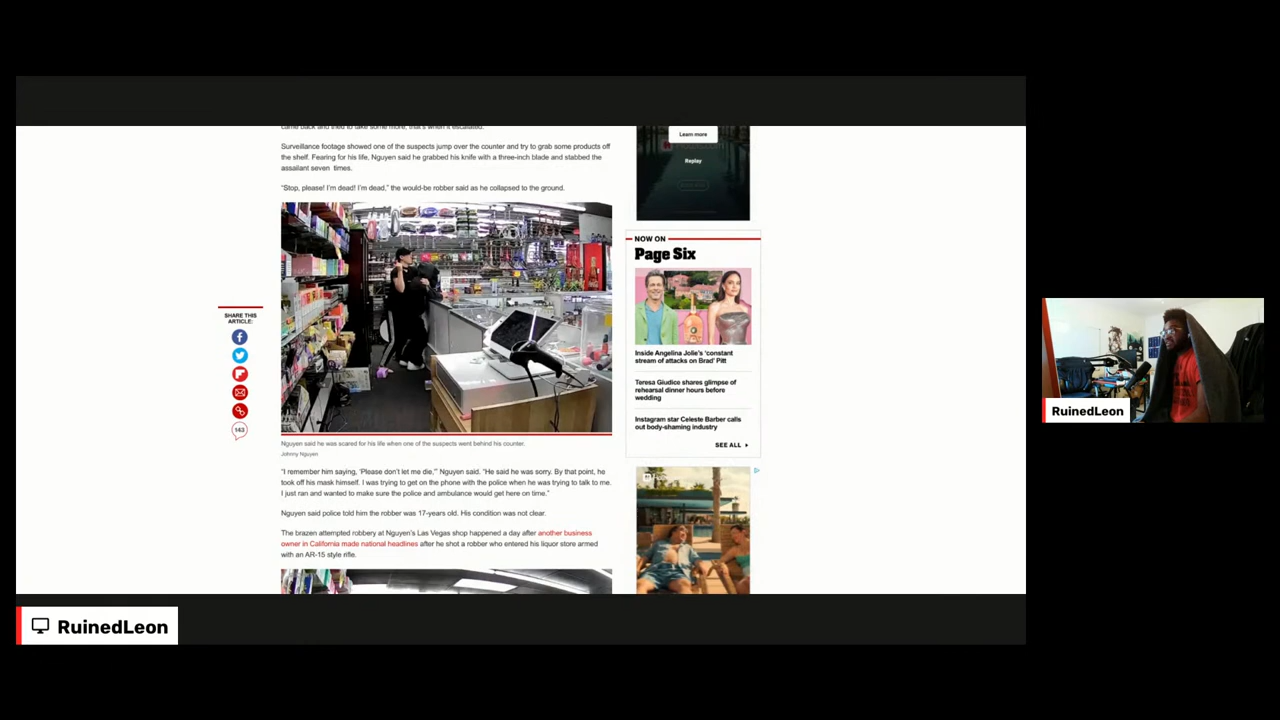 came back and tried to take some more, that's when it escalated."
Surveillance footage showed one of the suspects jump over the counter and try to grab some products off
the shelf. Fearing for his life, Nguyen said he grabbed his knife with a three-inch blade and stabbed the
assailant seven times.
"Stop, please! I'm dead! I'm dead," the would-be robber said as he collapsed to the ground.
SHARE THIS
ARTICLE:
143
Nguyen said he was scared for his life when one of the suspects went behind his counter.
Johnny Nguyen
"I remember him saying, 'Please don't let me die,'" Nguyen said. "He said he was sorry. By that point, he
took off his mask himself. I was trying to get on the phone with the police when he was trying to talk to me.
I just ran and wanted to make sure the police and ambulance would get here on time."
Nguyen said police told him the robber was 17-years old. His condition was not clear.
The brazen attempted robbery at Nguyen's Las Vegas shop happened a day after another business
owner in California made national headlines after he shot a robber who entered his liquor store armed
with an AR-15 style rifle.
Learn more
Replay
NOW ON
Page Six
Inside Angelina Jolie's 'constant
stream of attacks on Brad' Pitt
Teresa Giudice shares glimpse of
rehearsal dinner hours before
wedding
Instagram star Celeste Barber calls
out body-shaming industry
SEE ALL
RuinedLeon
RuinedLeon